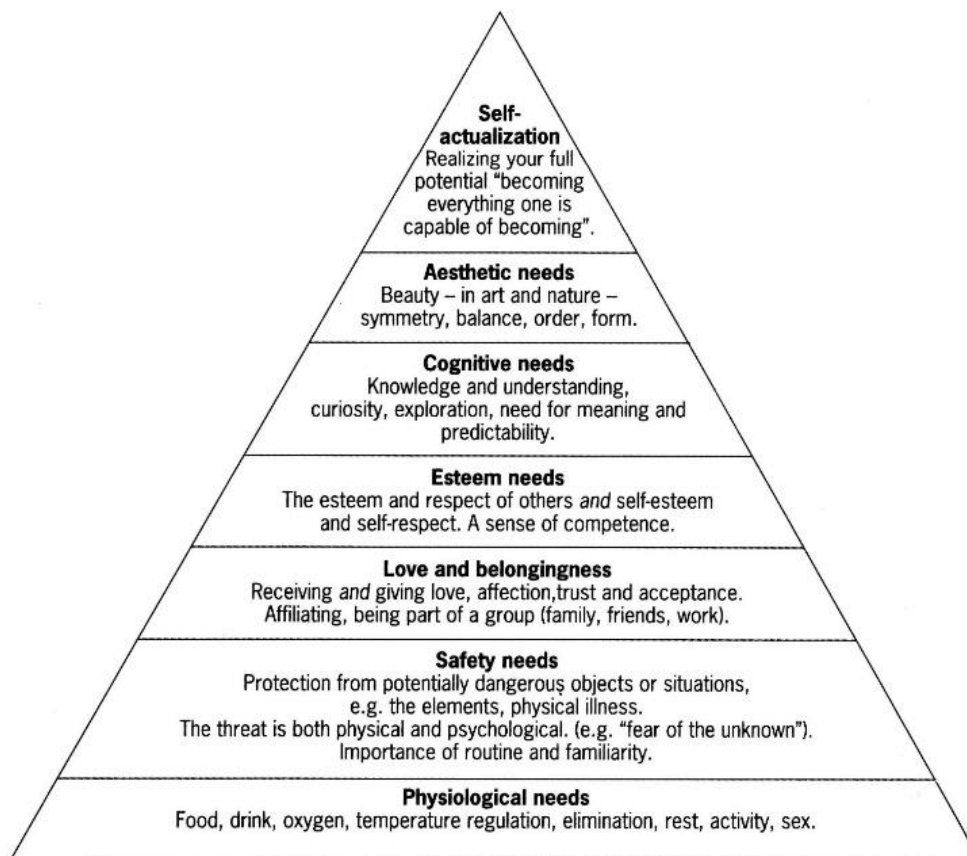 Self-
actualization
Realizing your full
potential “becoming
everything one is
capable of becoming”.
Aesthetic needs
Beauty – in art and nature –
symmetry, balance, order, form.
Cognitive needs
Knowledge and understanding,
curiosity, exploration, need for meaning and
predictability.
Esteem needs
The esteem and respect of others and self-esteem
and self-respect. A sense of competence.
Love and belongingness
Receiving and giving love, affection,trust and acceptance.
Affiliating, being part of a group (family, friends, work).
Safety needs
Protection from potentially dangerous objects or situations,
e.g. the elements, physical illness.
The threat is both physical and psychological. (e.g. “fear of the unknown”).
Importance of routine and familiarity.
Physiological needs
Food, drink, oxygen, temperature regulation, elimination, rest, activity, sex.